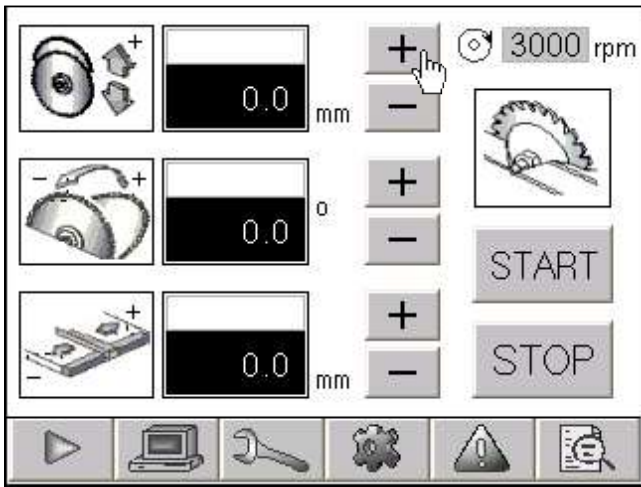 + 3000 rpm
+
0.0 mm −
− + +
0.0 o −
START
+ +
− 0.0 mm −
STOP